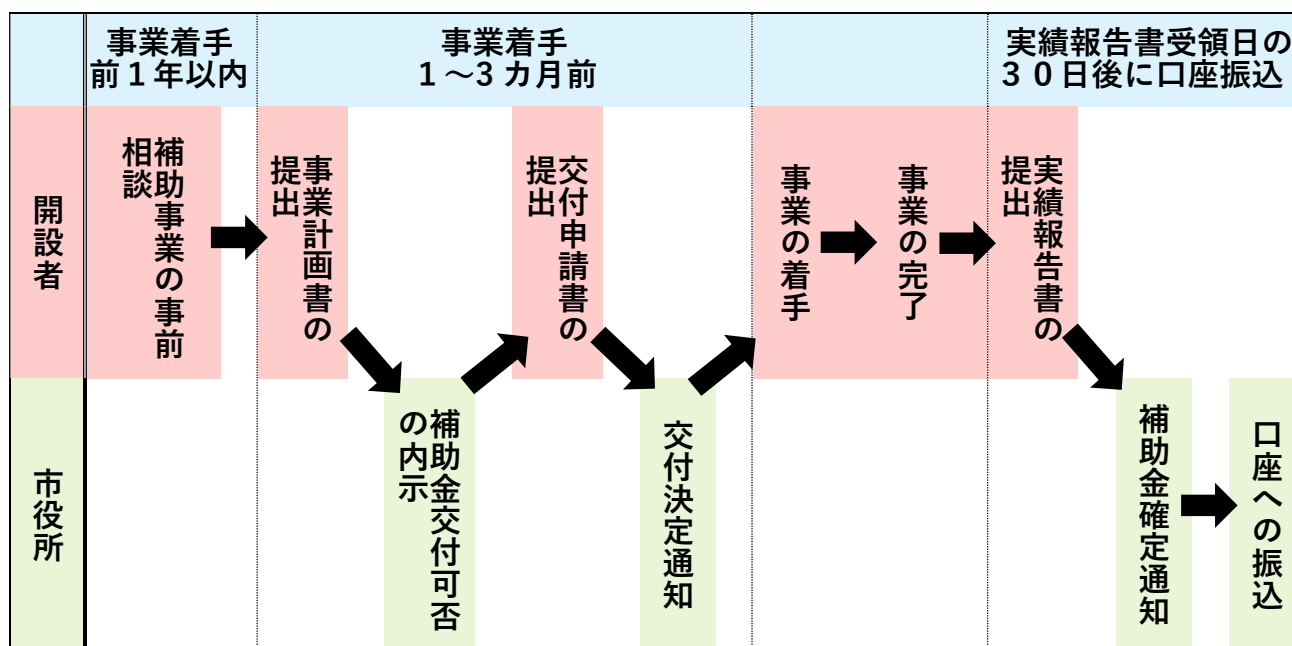 事業着手
前１年以内
事業着手
１～3 カ月前
実績報告書受領日の
３０日後に口座振込
開設者
補助事業の事前
相談
事業計画書の
提出
交付申請書の
提出
事業の着手
事業の完了
実績報告書の
提出
市役所
補助金交付可否
の内示
交付決定通知
補助金確定通知
口座への振込